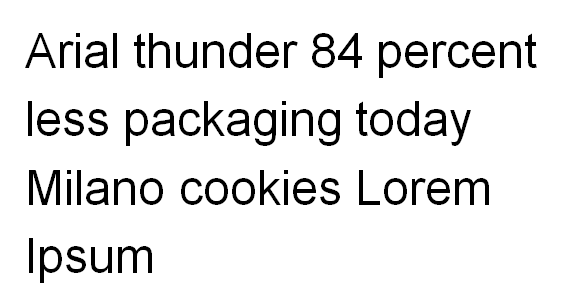 Arial thunder 84 percent
less packaging today
Milano cookies Lorem
Ipsum